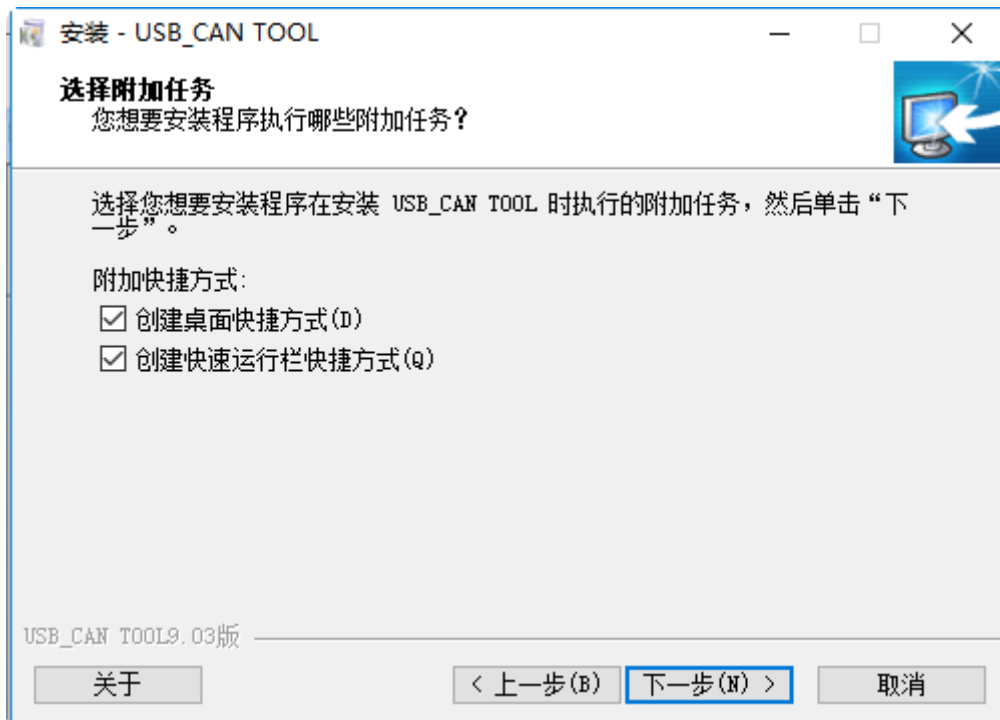 安装 - USB_CAN TOOL
选择附加任务
您想要安装程序执行哪些附加任务?
选择您想要安装程序在安装 USB_CAN TOOL 时执行的附加任务，然后单击“下
一步”。
附加快捷方式:
创建桌面快捷方式(D)
创建快速运行栏快捷方式(Q)
USB_CAN TOOL9.03版
关于
< 上一步(B)
下一步(N) >
取消